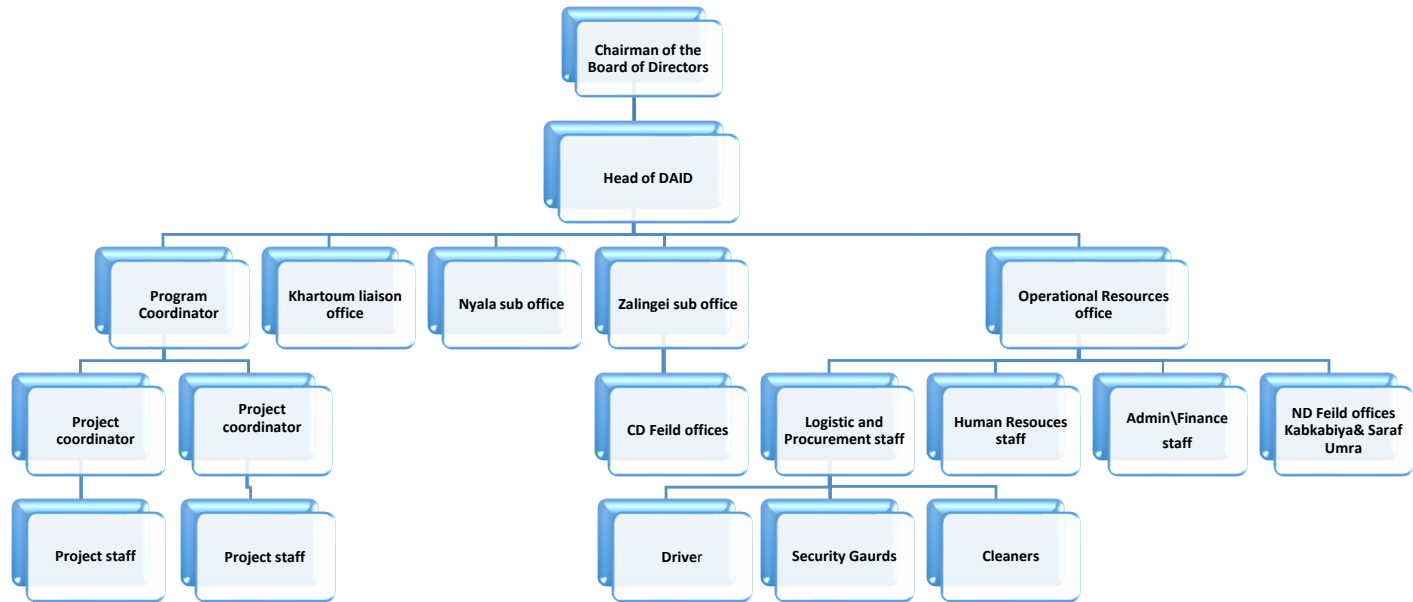 Chairman of the
Board of Directors
Head of DAID
Program
Coordinator
Khartoum liaison
office
Nyala sub office
Zalingei sub office
Operational Resources
office
Project
coordinator
Project
coordinator
CD Feild offices
Logistic and
Procurement staff
Human Resouces
staff
Admin\Finance
staff
ND Feild offices
Kabkabiya& Saraf
Umra
Project staff
Project staff
Driver
Security Gaurds
Cleaners